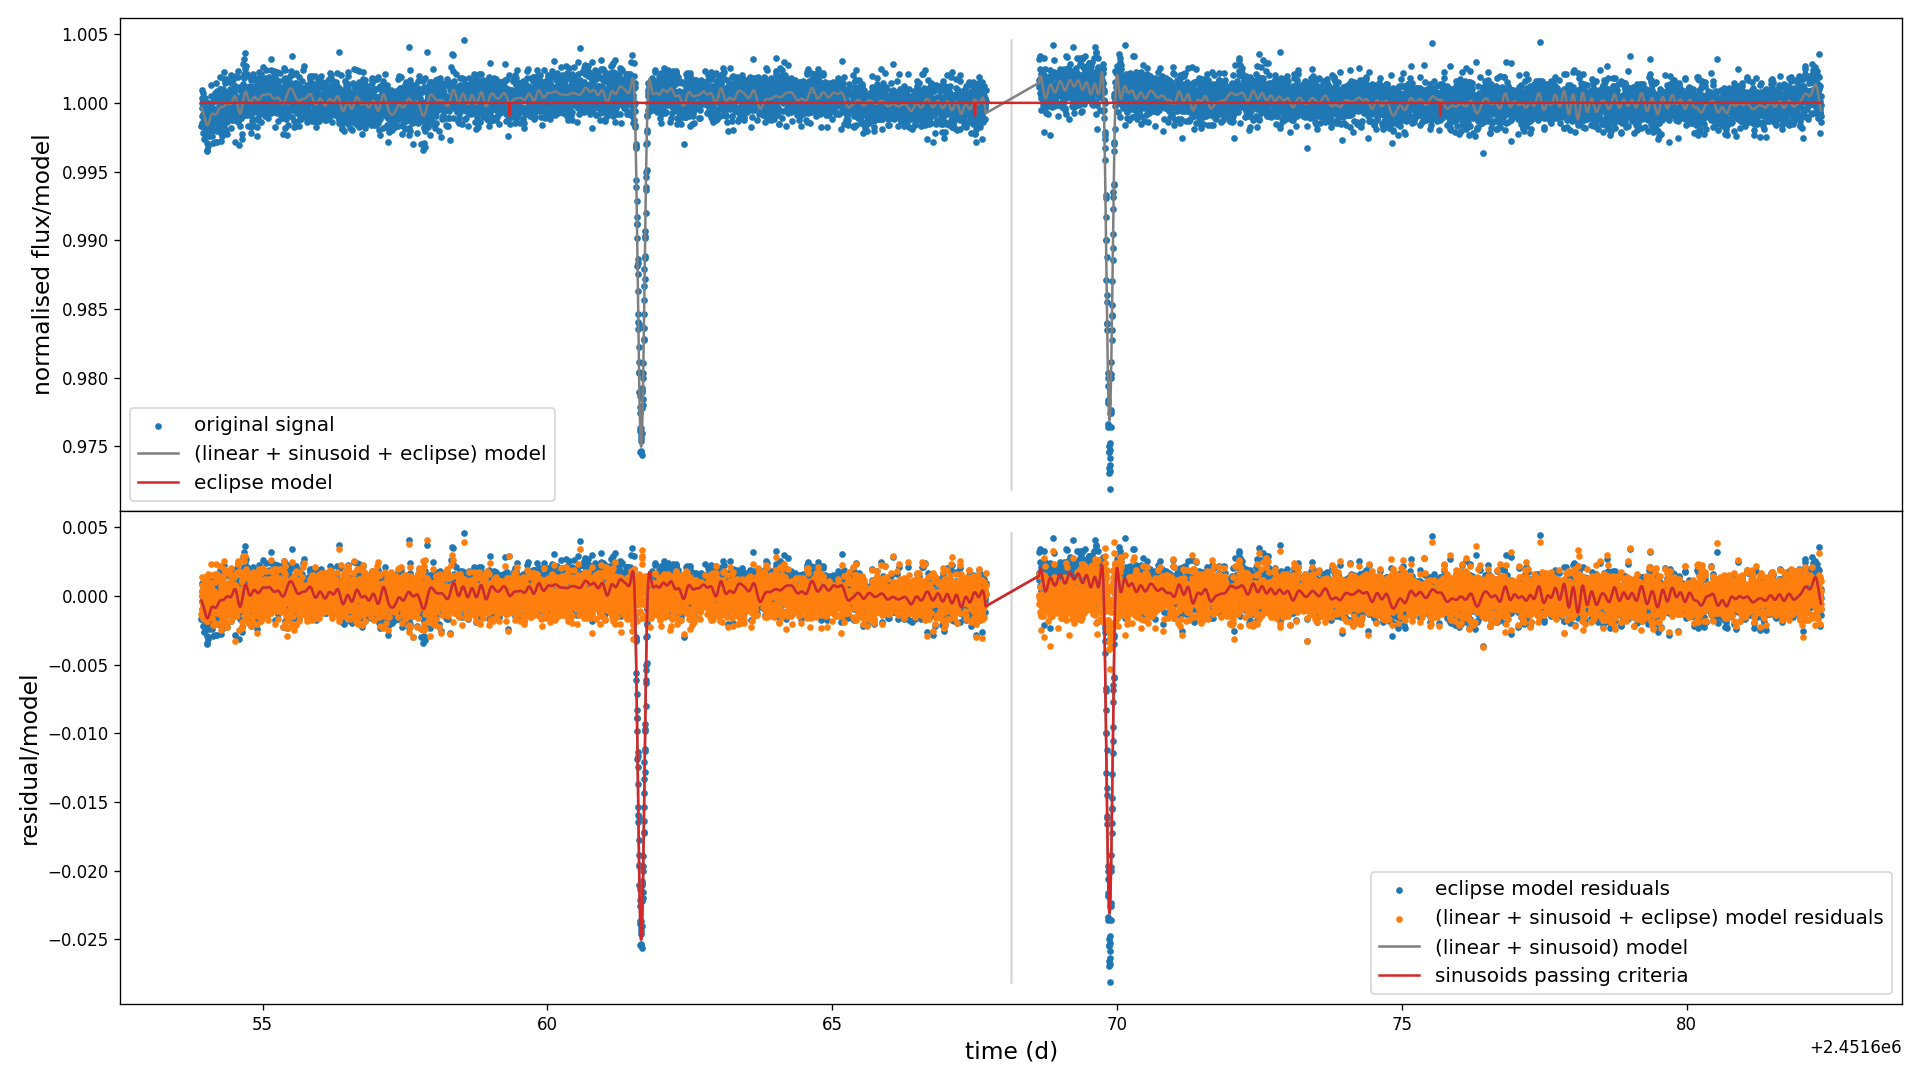 1.005
1.000
0.995
0.990
0.985
0.980
0.975
normalised flux/model
original signal
(linear + sinusoid + eclipse) model
eclipse model
0.005
0.000
−0.005
−0.010
−0.015
−0.020
−0.025
residual/model
eclipse model residuals
(linear + sinusoid + eclipse) model residuals
(linear + sinusoid) model
sinusoids passing criteria
55 60 65 70 75 80
time (d)
+2.4516e6